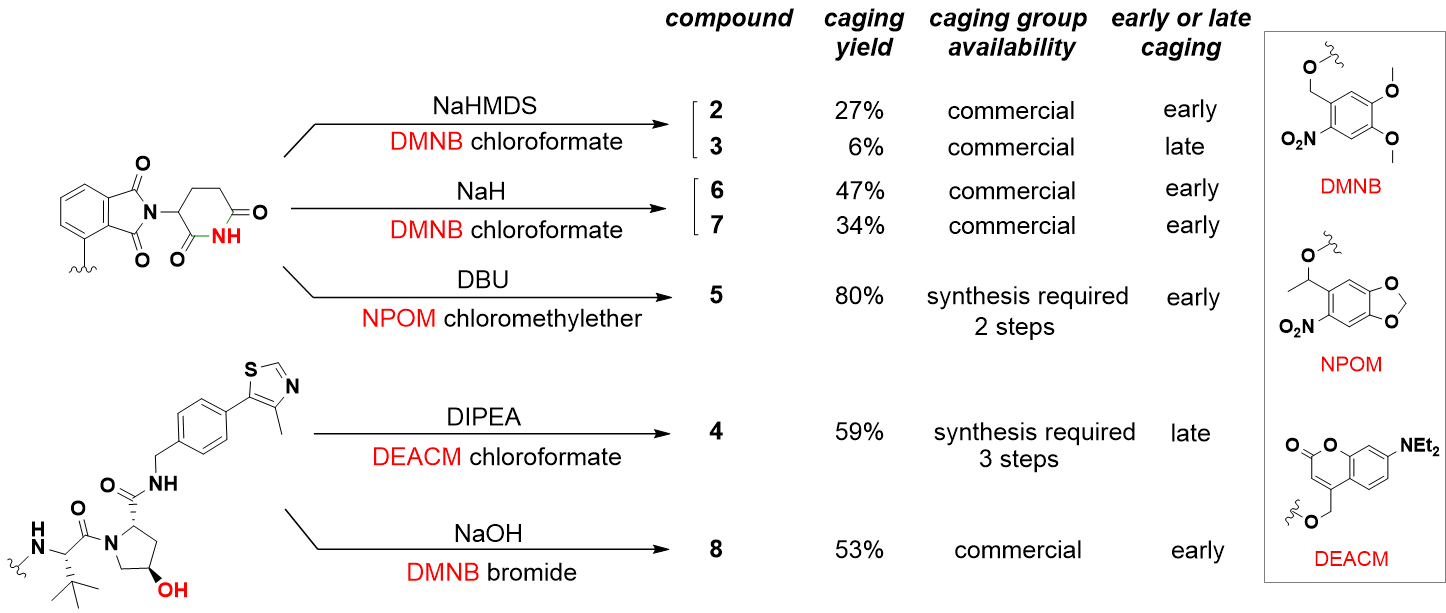 compound caging yield caging group availability early or late caging
NaHMDS
DMNB chloroformate
2 27% commercial early
3 6% commercial late
NaH
DMNB chloroformate
6 47% commercial early
7 34% commercial early
DBU
NPOM chloromethylether
5 80% synthesis required 2 steps early
O
N
O
O
O
NH
O
DIPEA
DEACM chloroformate
4 59% synthesis required 3 steps late
NaOH
DMNB bromide
8 53% commercial early
S
N
O
NH
H
N
O
N
OH
O
O
O2N
O
DMNB
O
O
O2N
O
NPOM
O
O
NEt2
O
DEACM